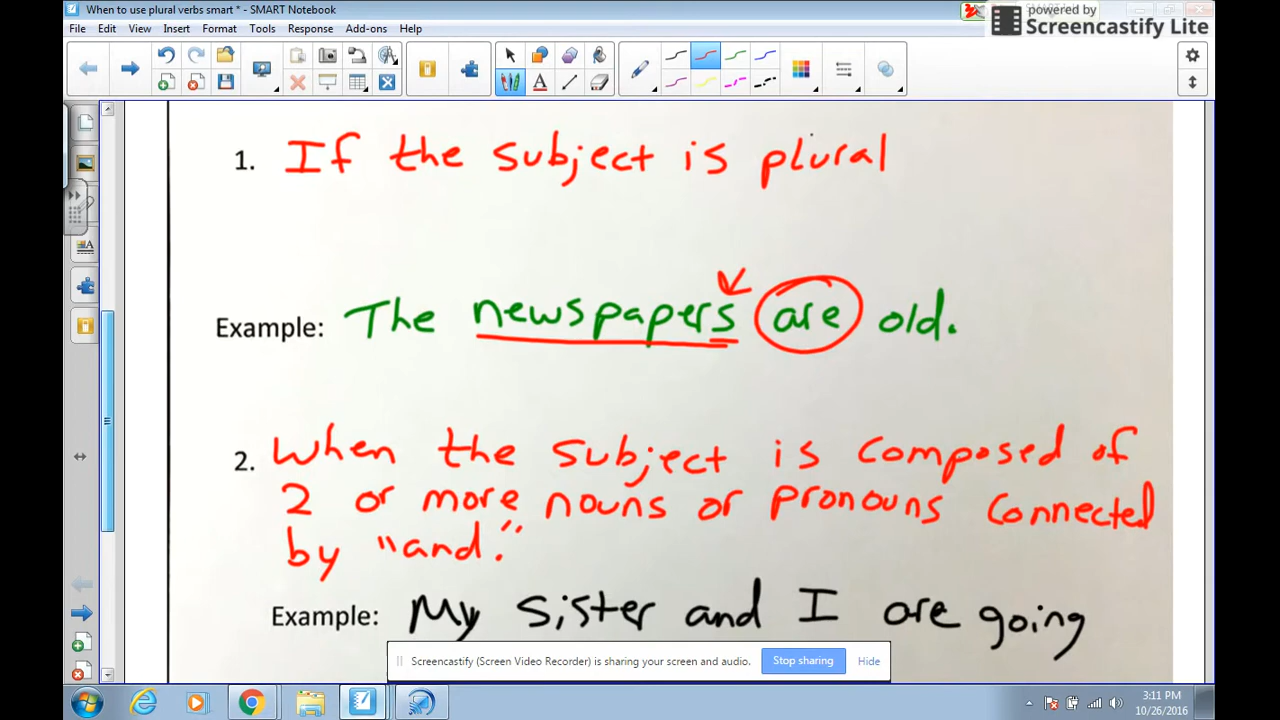 When to use plural verbs smart * - SMART Notebook
powered by
Screencastify Lite
File Edit View Insert Format Tools Response Add-ons Help
1. If the subject is plural
Example: The newspapers are old.
2. When the subject is composed of
2 or more nouns or pronouns connected
by "and."
Example: My sister and I are going
Screencastify (Screen Video Recorder) is sharing your screen and audio. Stop sharing Hide
3:11 PM
10/26/2016